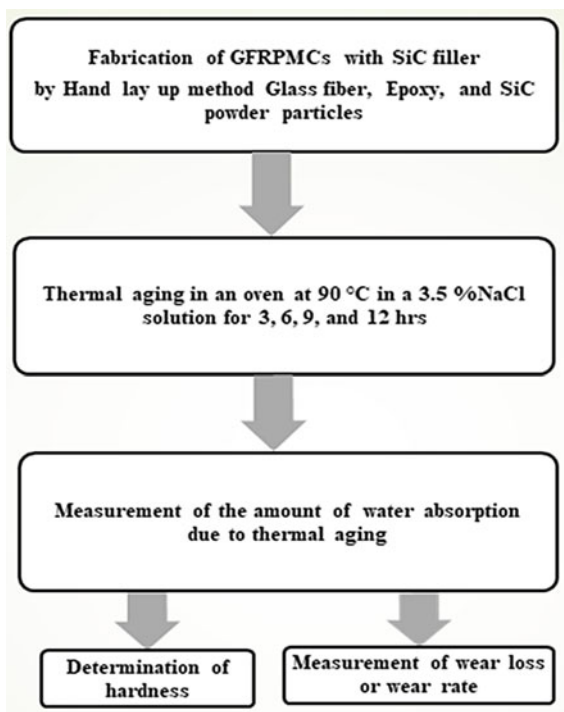 Fabrication of GFRPMCs with SiC filler
by Hand lay up method Glass fiber, Epoxy, and SiC
powder particles
Thermal aging in an oven at 90 °C in a 3.5 %NaCl
solution for 3, 6, 9, and 12 hrs
Measurement of the amount of water absorption
due to thermal aging
Determination of
hardness
Measurement of wear loss
or wear rate